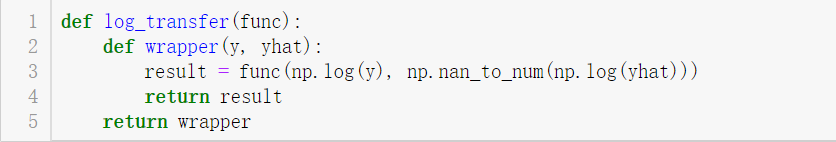 1 def log_transfer(func):
2     def wrapper(y, yhat):
3         result = func(np.log(y), np.nan_to_num(np.log(yhat)))
4         return result
5     return wrapper